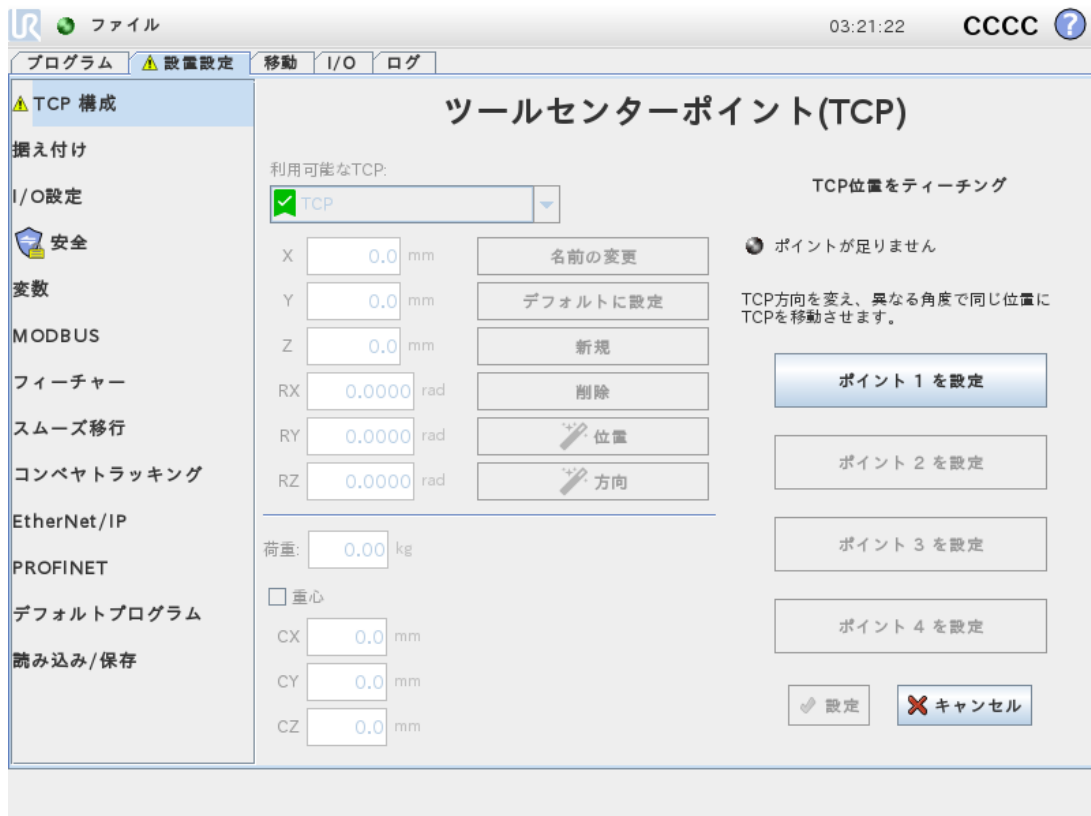 UR ファイル 03:21:22 CCCC ?
プログラム 設置設定 移動 I/O ログ
TCP 構成
据え付け
I/O設定
安全
変数
MODBUS
フィーチャー
スムーズ移行
コンベヤトラッキング
EtherNet/IP
PROFINET
デフォルトプログラム
読み込み/保存
ツールセンターポイント(TCP)
利用可能なTCP:
TCP
X 0.0 mm 名前の変更
Y 0.0 mm デフォルトに設定
Z 0.0 mm 新規
RX 0.0000 rad 削除
RY 0.0000 rad 位置
RZ 0.0000 rad 方向
荷重: 0.00 kg
重心
CX 0.0 mm
CY 0.0 mm
CZ 0.0 mm
TCP位置をティーチング
ポイントが足りません
TCP方向を変え、異なる角度で同じ位置に
TCPを移動させます。
ポイント 1 を設定
ポイント 2 を設定
ポイント 3 を設定
ポイント 4 を設定
設定 キャンセル